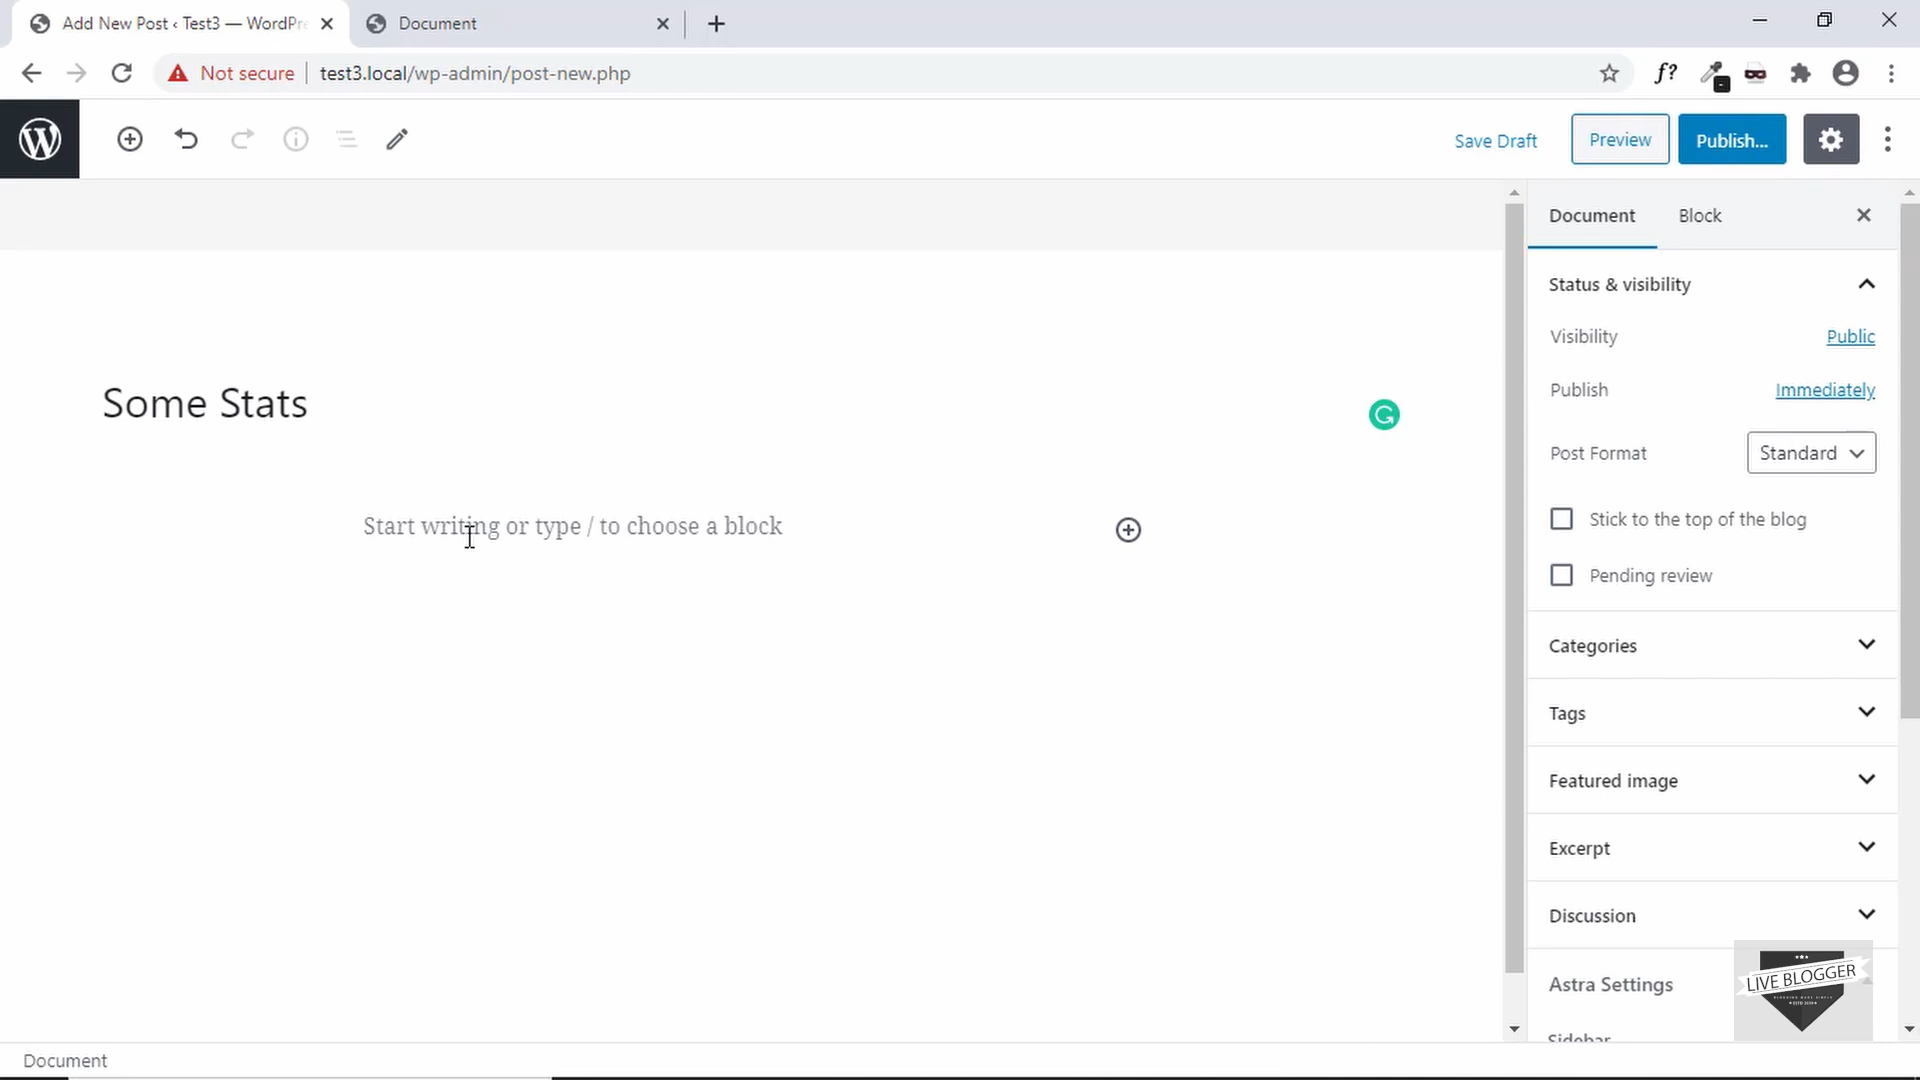 Add New Post ‹ Test3 — WordPre
Document
Not secure
test3.local/wp-admin/post-new.php
f?
Save Draft
Preview
Publish...
Document
Block
Status & visibility
Visibility
Public
Some Stats
Publish
Immediately
Post Format
Standard
Start writing or type / to choose a block
Stick to the top of the blog
Pending review
Categories
Tags
Featured image
Excerpt
Discussion
Astra Settings
LIVE BLOGGER
Sidebar
Document